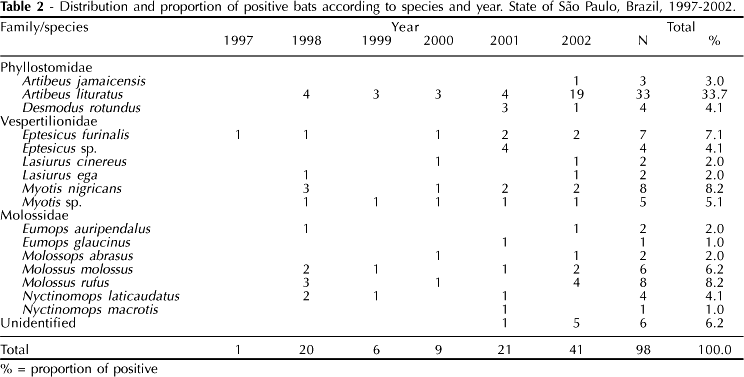 Table 2 - Distribution and proportion of positive bats according to species and year. State of São Paulo, Brazil, 1997-2002.
Family/species Year Total
1997 1998 1999 2000 2001 2002 N %
Phyllostomidae
Artibeus jamaicensis 1 3 3.0
Artibeus lituratus 4 3 3 4 19 33 33.7
Desmodus rotundus 3 1 4 4.1
Vespertilionidae
Eptesicus furinalis 1 1 1 2 2 7 7.1
Eptesicus sp. 4 4 4.1
Lasiurus cinereus 1 1 2 2.0
Lasiurus ega 1 1 2 2.0
Myotis nigricans 3 1 2 2 8 8.2
Myotis sp. 1 1 1 1 1 5 5.1
Molossidae
Eumops auripendalus 1 1 2 2.0
Eumops glaucinus 1 1 1.0
Molossops abrasus 1 1 2 2.0
Molossus molossus 2 1 1 2 6 6.2
Molossus rufus 3 1 4 8 8.2
Nyctinomops laticaudatus 2 1 1 4 4.1
Nyctinomops macrotis 1 1 1.0
Unidentified 1 5 6 6.2
Total 1 20 6 9 21 41 98 100.0
% = proportion of positive